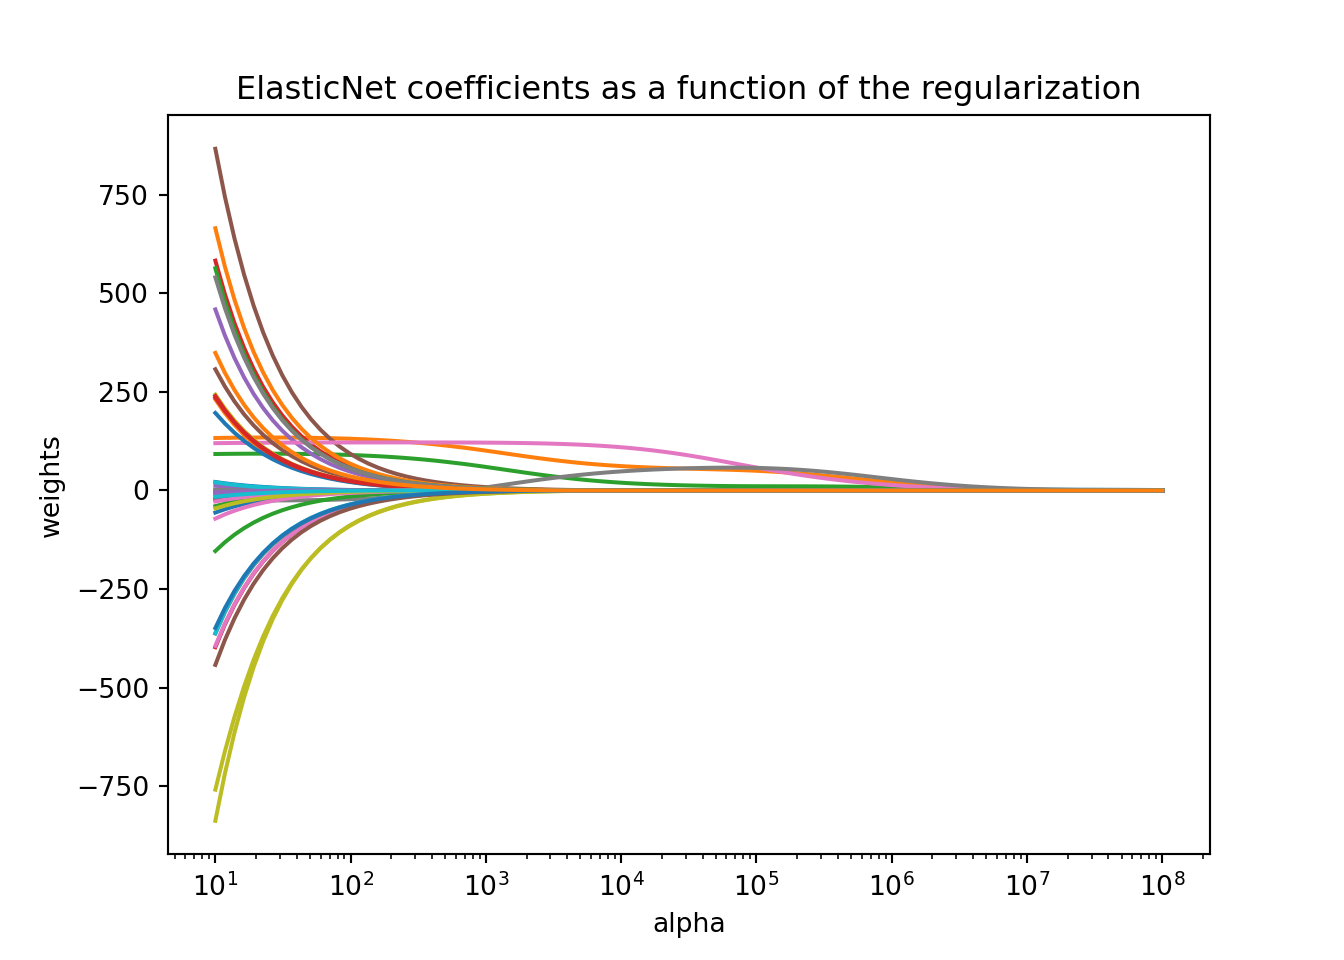 ElasticNet coefficients as a function of the regularization
weights
750
500
250
0
−250
−500
−750
10¹ 10² 10³ 10⁴ 10⁵ 10⁶ 10⁷ 10⁸
alpha